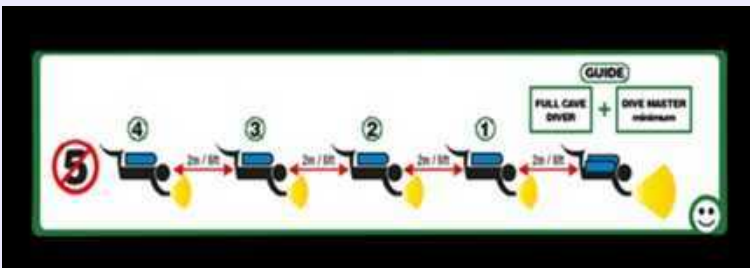 GUIDE
FULL CAVE DIVER
+
DIVE MASTER minimum
5 4 3 2 1
2m / 6ft 2m / 6ft 2m / 6ft 2m / 6ft